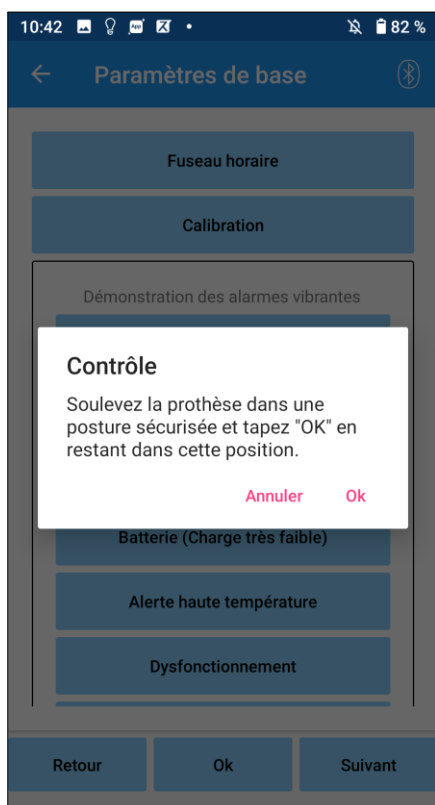 10:42 82 %
Paramètres de base
Fuseau horaire
Calibration
Démonstration des alarmes vibrantes
Contrôle
Soulevez la prothèse dans une
posture sécurisée et tapez "OK" en
restant dans cette position.
Annuler Ok
Batterie (Charge très faible)
Alerte haute température
Dysfonctionnement
Retour Ok Suivant